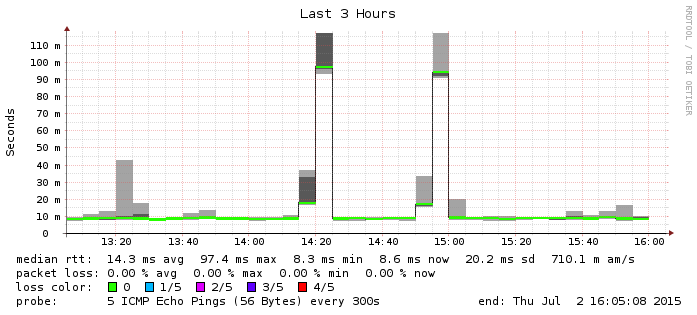 Last 3 Hours
RRDTOOL / TOBI OETIKER
Seconds
110 m
100 m
90 m
80 m
70 m
60 m
50 m
40 m
30 m
20 m
10 m
0
13:20 13:40 14:00 14:20 14:40 15:00 15:20 15:40 16:00
median rtt: 14.3 ms avg 97.4 ms max 8.3 ms min 8.6 ms now 20.2 ms sd 710.1 m am/s
packet loss: 0.00 % avg 0.00 % max 0.00 % min 0.00 % now
loss color: 0 1/5 2/5 3/5 4/5
probe: 5 ICMP Echo Pings (56 Bytes) every 300s end: Thu Jul 2 16:05:08 2015